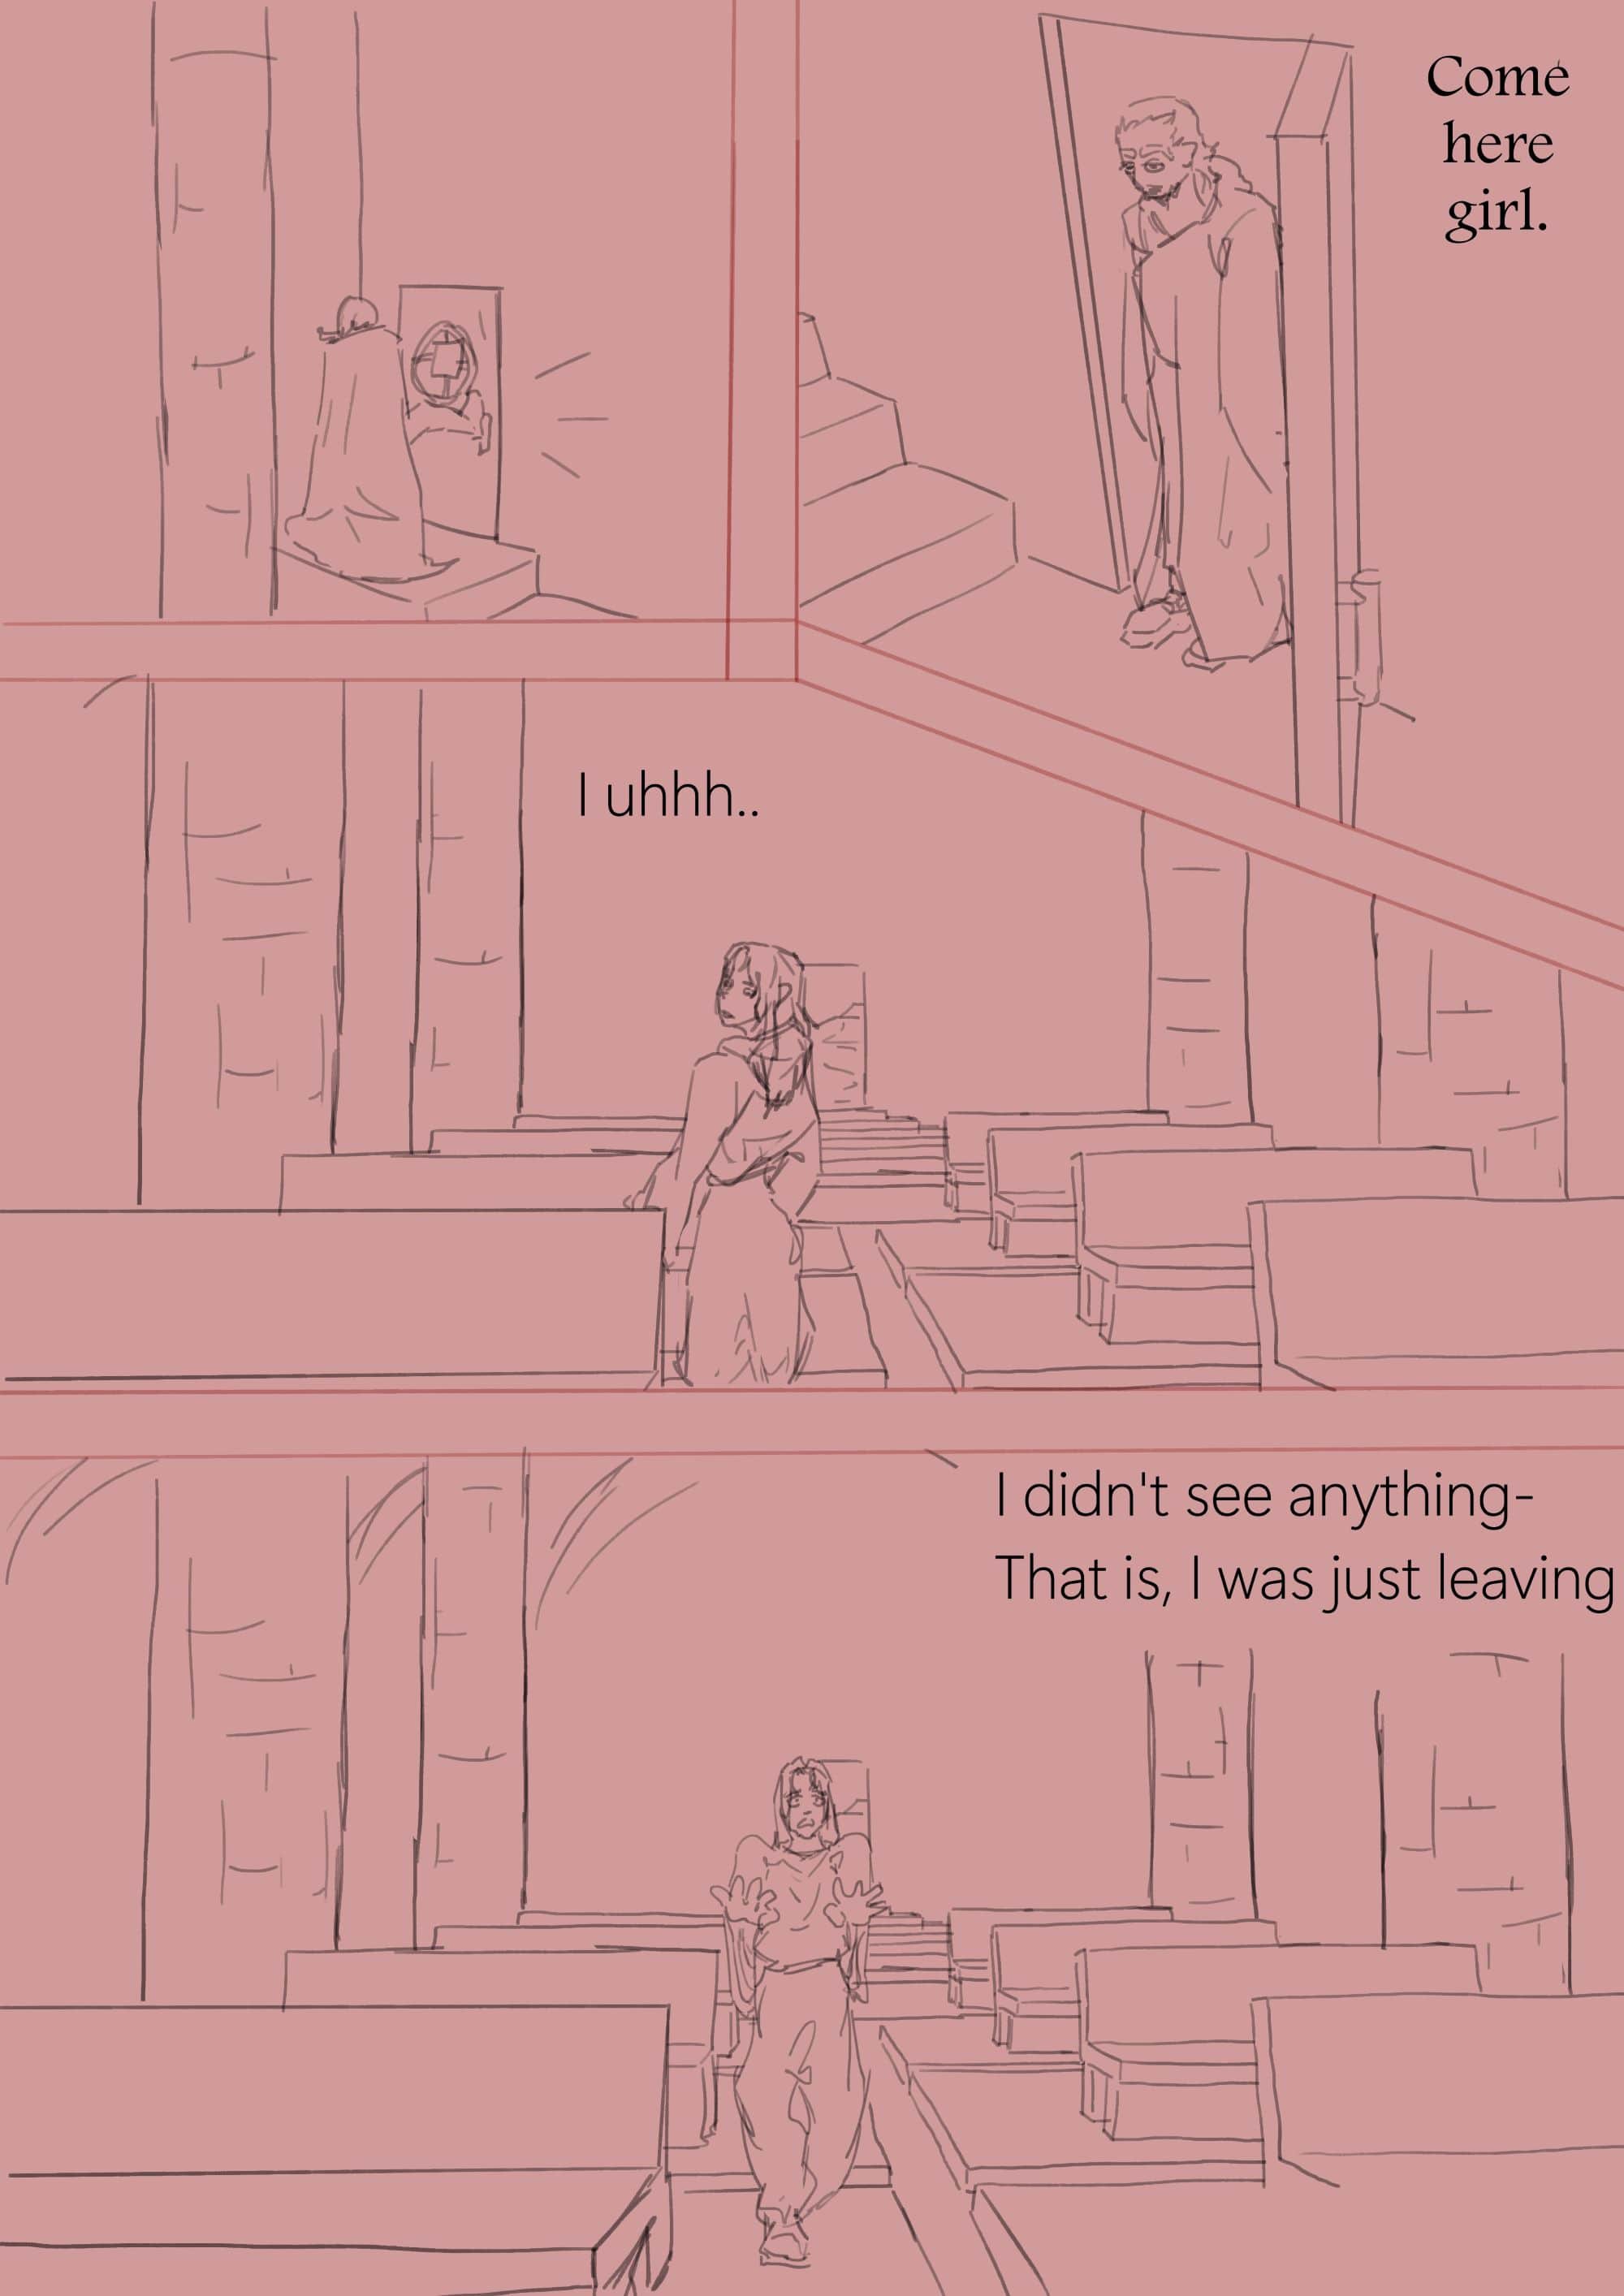 Come
here
girl.
I uhhh..
I didn't see anything-
That is, I was just leaving